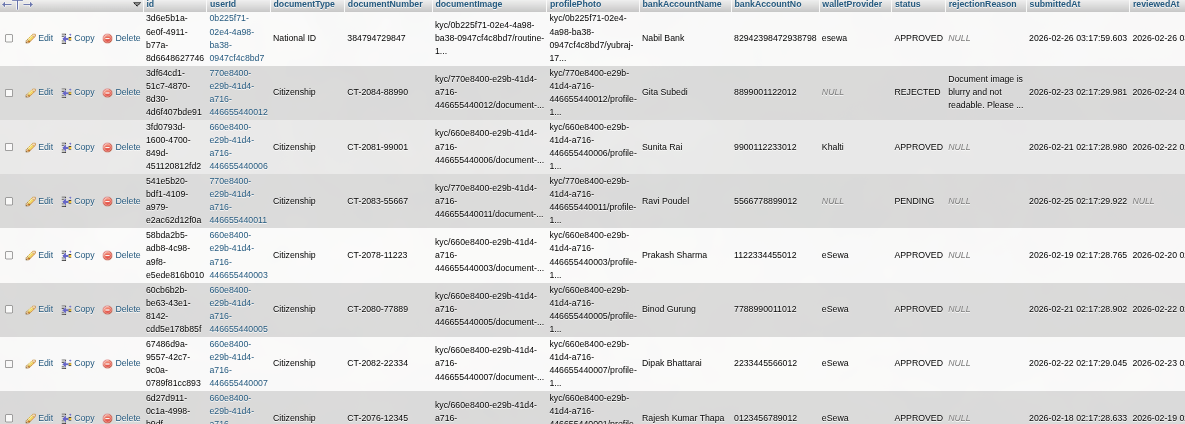 id userId documentType documentNumber documentImage profilePhoto bankAccountName bankAccountNo walletProvider status rejectionReason submittedAt reviewedAt
Edit Copy Delete 3d6e5b1a-6e0f-4911-b77a-8d6648627746 0b225f71-02e4-4a98-ba38-0947cf4c8bd7 National ID 384794729847 kyc/0b225f71-02e4-4a98-ba38-0947cf4c8bd7/routine-1... kyc/0b225f71-02e4-4a98-ba38-0947cf4c8bd7/yubraj-17... Nabil Bank 82942398472938798 esewa APPROVED NULL 2026-02-26 03:17:59.603 2026-02-26 0
Edit Copy Delete 3df64cd1-51c7-4870-8d30-4d6f407bde91 770e8400-e29b-41d4-a716-446655440012 Citizenship CT-2084-88990 kyc/770e8400-e29b-41d4-a716-446655440012/document-... kyc/770e8400-e29b-41d4-a716-446655440012/profile-1... Gita Subedi 8899001122012 NULL REJECTED Document image is blurry and not readable. Please ... 2026-02-23 02:17:29.981 2026-02-24 0
Edit Copy Delete 3fd0793d-1600-4700-849d-451120812fd2 660e8400-e29b-41d4-a716-446655440006 Citizenship CT-2081-99001 kyc/660e8400-e29b-41d4-a716-446655440006/document-... kyc/660e8400-e29b-41d4-a716-446655440006/profile-1... Sunita Rai 9900112233012 Khalti APPROVED NULL 2026-02-21 02:17:28.980 2026-02-22 0
Edit Copy Delete 541e5b20-bdf1-4109-a979-e2ac62d12f0a 770e8400-e29b-41d4-a716-446655440011 Citizenship CT-2083-55667 kyc/770e8400-e29b-41d4-a716-446655440011/document-... kyc/770e8400-e29b-41d4-a716-446655440011/profile-1... Ravi Poudel 5566778899012 NULL PENDING NULL 2026-02-25 02:17:29.922 NULL
Edit Copy Delete 58bda2b5-adb8-4c98-a9f8-e5ede816b010 660e8400-e29b-41d4-a716-446655440003 Citizenship CT-2078-11223 kyc/660e8400-e29b-41d4-a716-446655440003/document-... kyc/660e8400-e29b-41d4-a716-446655440003/profile-1... Prakash Sharma 1122334455012 eSewa APPROVED NULL 2026-02-19 02:17:28.765 2026-02-20 0
Edit Copy Delete 60cb6b2b-be63-43e1-8142-cdd5e178b85f 660e8400-e29b-41d4-a716-446655440005 Citizenship CT-2080-77889 kyc/660e8400-e29b-41d4-a716-446655440005/document-... kyc/660e8400-e29b-41d4-a716-446655440005/profile-1... Binod Gurung 7788990011012 eSewa APPROVED NULL 2026-02-21 02:17:28.902 2026-02-22 0
Edit Copy Delete 67486d9a-9557-42c7-9c0a-0789f81cc893 660e8400-e29b-41d4-a716-446655440007 Citizenship CT-2082-22334 kyc/660e8400-e29b-41d4-a716-446655440007/document-... kyc/660e8400-e29b-41d4-a716-446655440007/profile-1... Dipak Bhattarai 2233445566012 eSewa APPROVED NULL 2026-02-22 02:17:29.045 2026-02-23 0
Edit Copy Delete 6d27d911-0c1a-4998- 660e8400-e29b-41d4-a716- Citizenship CT-2076-12345 kyc/660e8400-e29b-41d4-a716- kyc/660e8400-e29b-41d4-a716- Rajesh Kumar Thapa 0123456789012 eSewa APPROVED NULL 2026-02-18 02:17:28.633 2026-02-19 0